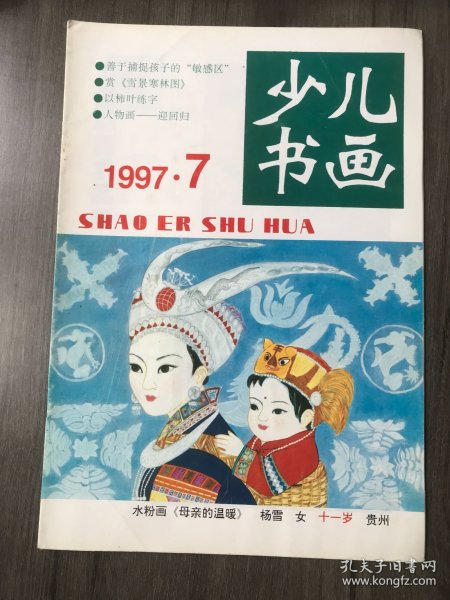 ●善于捕捉孩子的“敏感区”
●赏《雪景寒林图》
●以柿叶练字
●人物画——迎回归
少儿
书画
1997·7
SHAO ER SHU HUA
水粉画《母亲的温暖》 杨雪 女 十一岁 贵州
孔夫子旧书网
www.kongfz.com